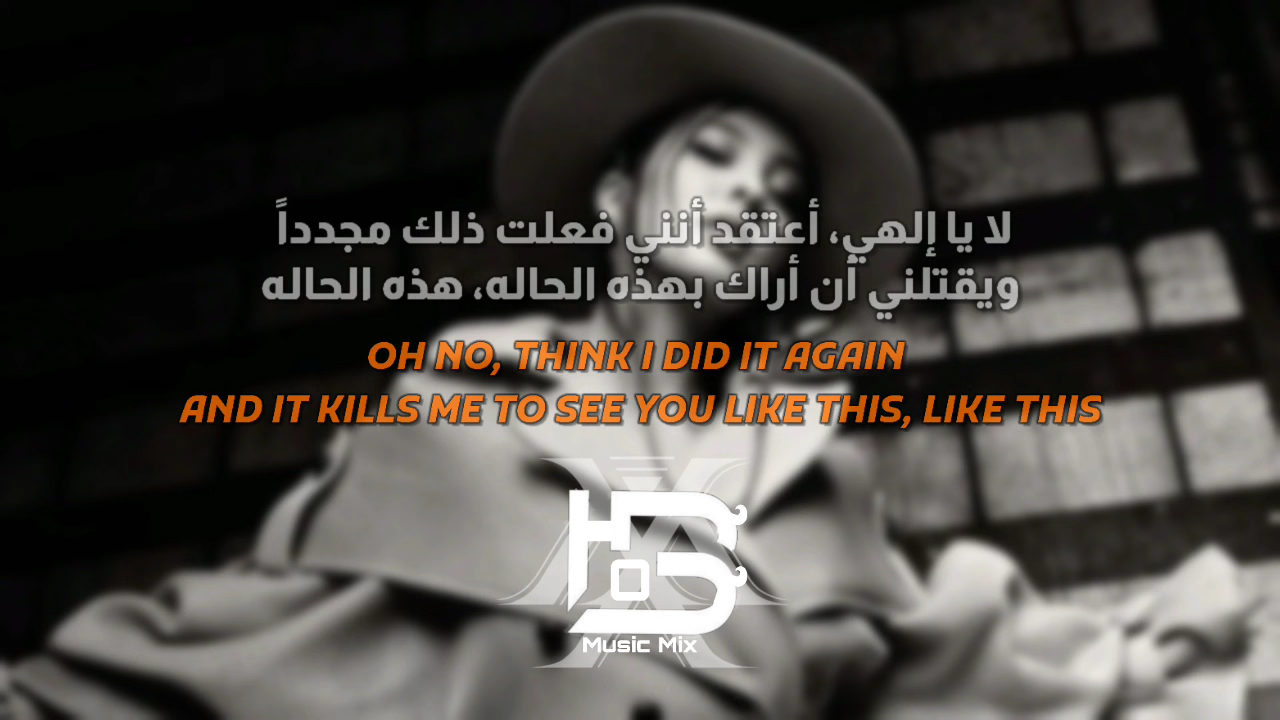 لا يا إلهي، أعتقد أنني فعلت ذلك مجدداً
ويقتلني أن أراك بهذه الحاله، هذه الحاله
OH NO, THINK I DID IT AGAIN
AND IT KILLS ME TO SEE YOU LIKE THIS, LIKE THIS
Music Mix